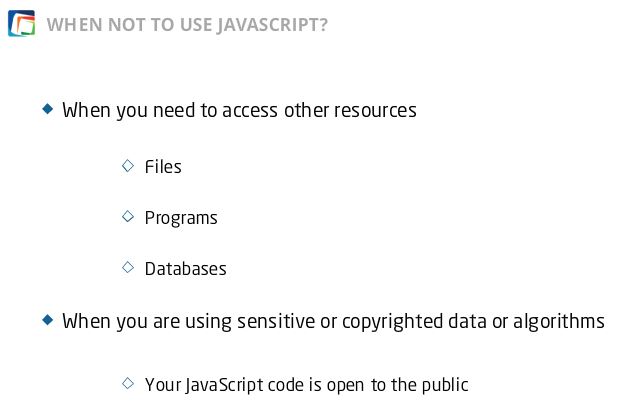 WHEN NOT TO USE JAVASCRIPT?
When you need to access other resources
Files
Programs
Databases
When you are using sensitive or copyrighted data or algorithms
Your JavaScript code is open to the public